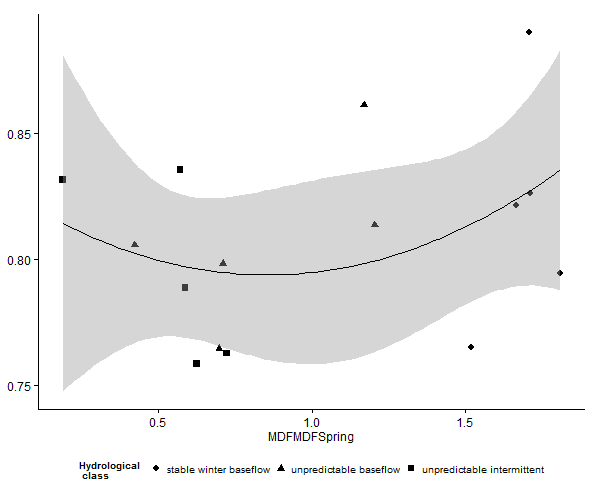 0.85
0.80
0.75
0.5 1.0 1.5
MDFMDFSpring
Hydrological
class
stable winter baseflow unpredictable baseflow unpredictable intermittent